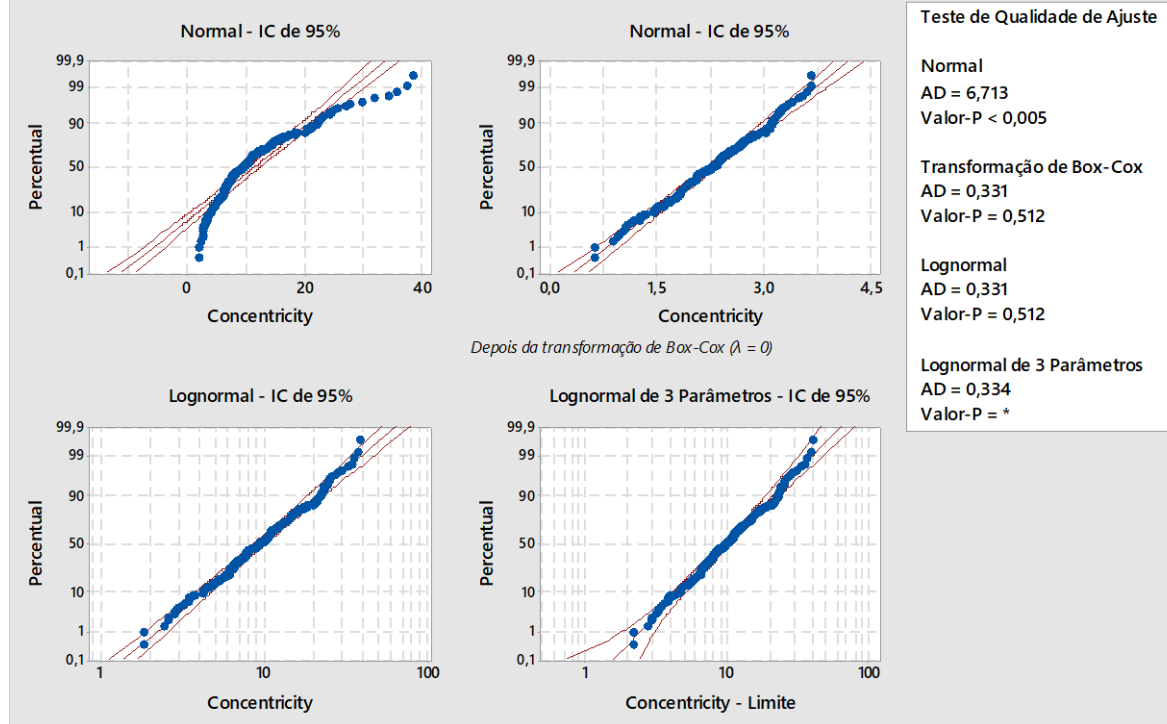 Normal - IC de 95%
99,9
99
90
50
10
1
0,1
Percentual
0
20
40
Concentricity
Normal - IC de 95%
99,9
99
90
50
10
1
0,1
Percentual
0,0
1,5
3,0
4,5
Concentricity
Depois da transformação de Box-Cox (λ = 0)
Lognormal - IC de 95%
99,9
99
90
50
10
1
0,1
Percentual
1
10
100
Concentricity
Lognormal de 3 Parâmetros - IC de 95%
99,9
99
90
50
10
1
0,1
Percentual
1
10
100
Concentricity - Limite
Teste de Qualidade de Ajuste
Normal
AD = 6,713
Valor-P < 0,005
Transformação de Box-Cox
AD = 0,331
Valor-P = 0,512
Lognormal
AD = 0,331
Valor-P = 0,512
Lognormal de 3 Parâmetros
AD = 0,334
Valor-P = *